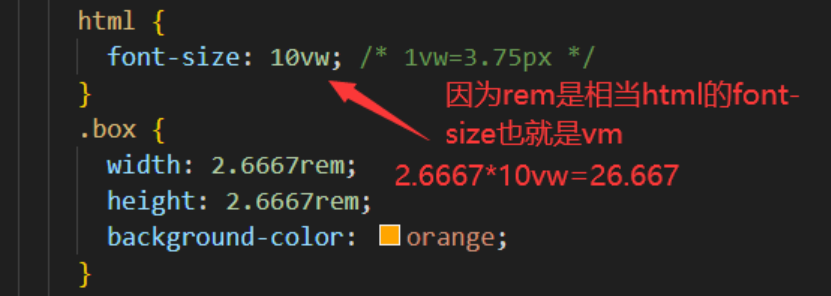 html {
font-size: 10vw; /* 1vw=3.75px */
}
因为rem是相当html的font-
size也就是vm
.box {
width: 2.6667rem;
2.6667*10vw=26.667
height: 2.6667rem;
background-color: orange;
}